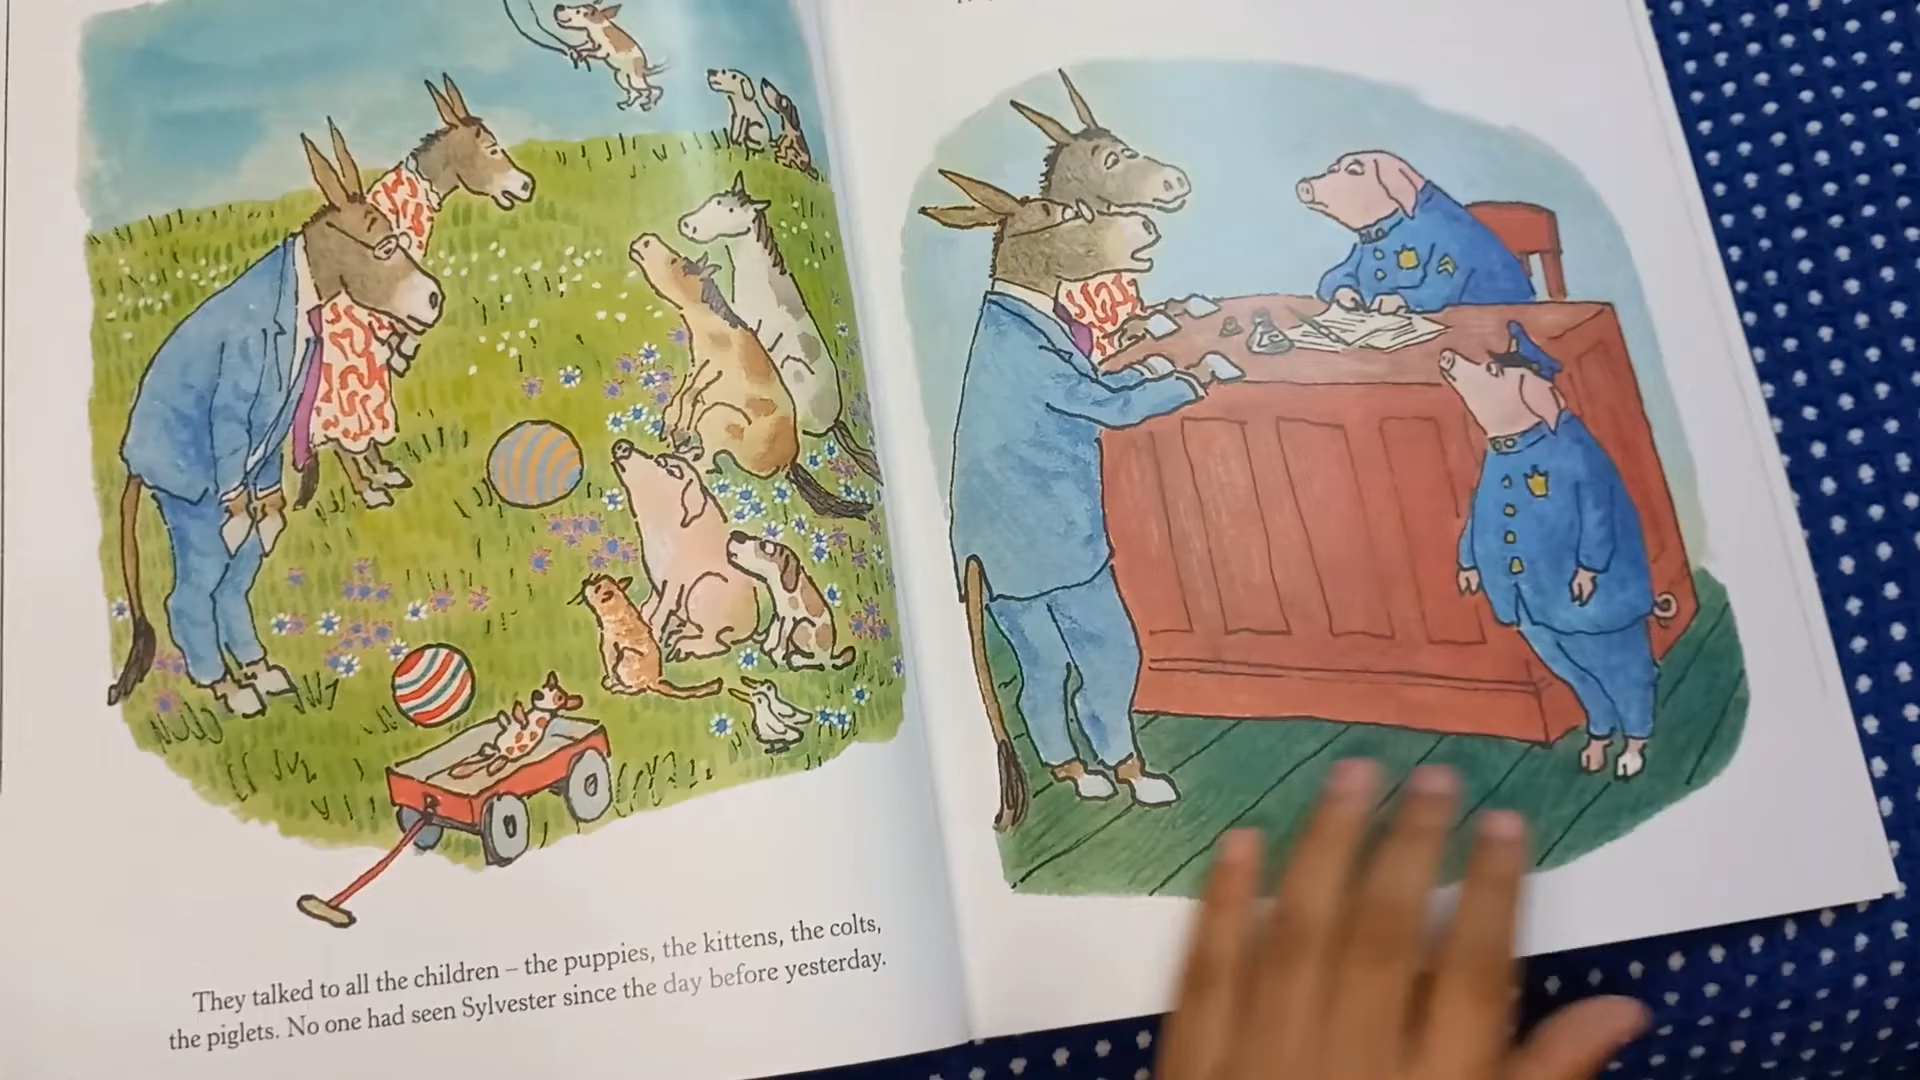 They talked to all the children – the puppies, the kittens, the colts,
the piglets. No one had seen Sylvester since the day before yesterday.